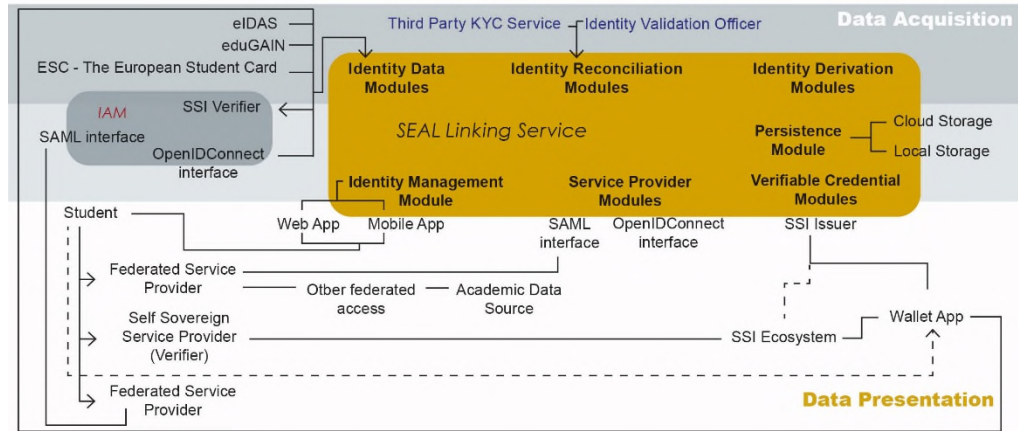 Data Acquisition
eIDAS
eduGAIN
ESC - The European Student Card
Third Party KYC Service
Identity Validation Officer
Identity Data
Modules
Identity Reconciliation
Modules
Identity Derivation
Modules
IAM
SSI Verifier
SAML interface
OpenIDConnect
interface
SEAL Linking Service
Persistence
Module
Cloud Storage
Local Storage
Identity Management
Module
Service Provider
Modules
Verifiable Credential
Modules
Student
Web App
Mobile App
SAML
interface
OpenIDConnect
interface
SSI Issuer
Federated Service
Provider
Other federated
access
Academic Data
Source
Self Sovereign
Service Provider
(Verifier)
SSI Ecosystem
Wallet App
Federated Service
Provider
Data Presentation